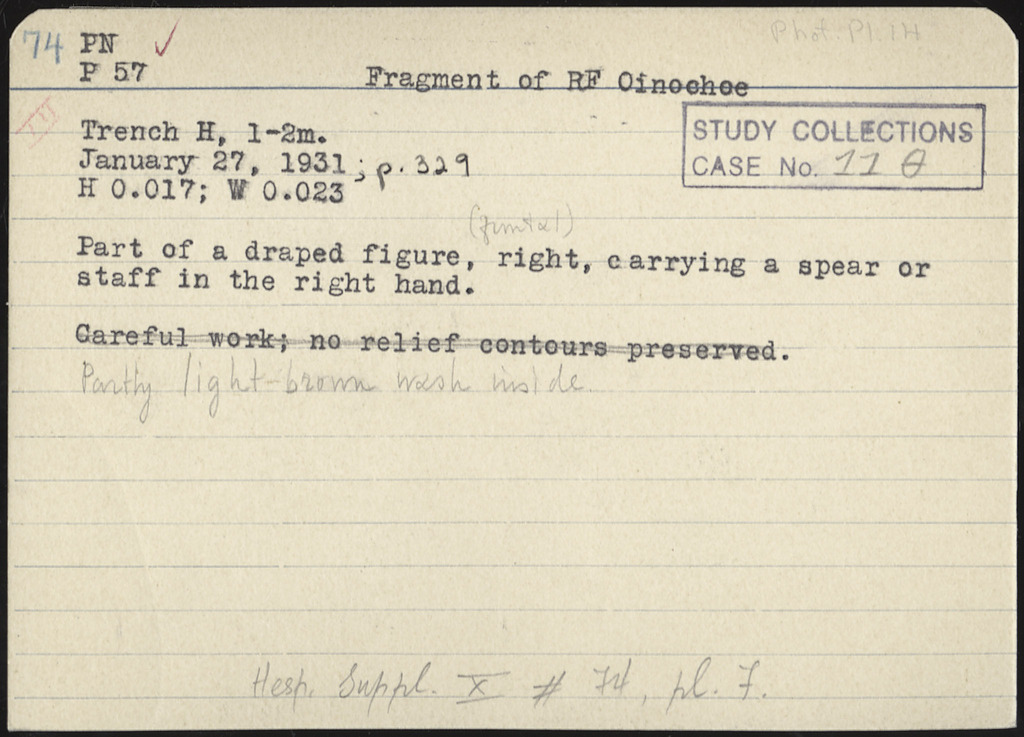 Phot. Pl. 14
74 PN ✓
P 57
Fragment of RF Oinochoe
III
STUDY COLLECTIONS
CASE No. 11 θ
Trench H, 1-2m.
January 27, 1931; p. 329
H 0.017; W 0.023
(frontal)
Part of a draped figure, right, carrying a spear or
staff in the right hand.
Careful work; no relief contours preserved.
Partly light-brown wash inside.
Hesp. Suppl. X # 74, pl. 7.